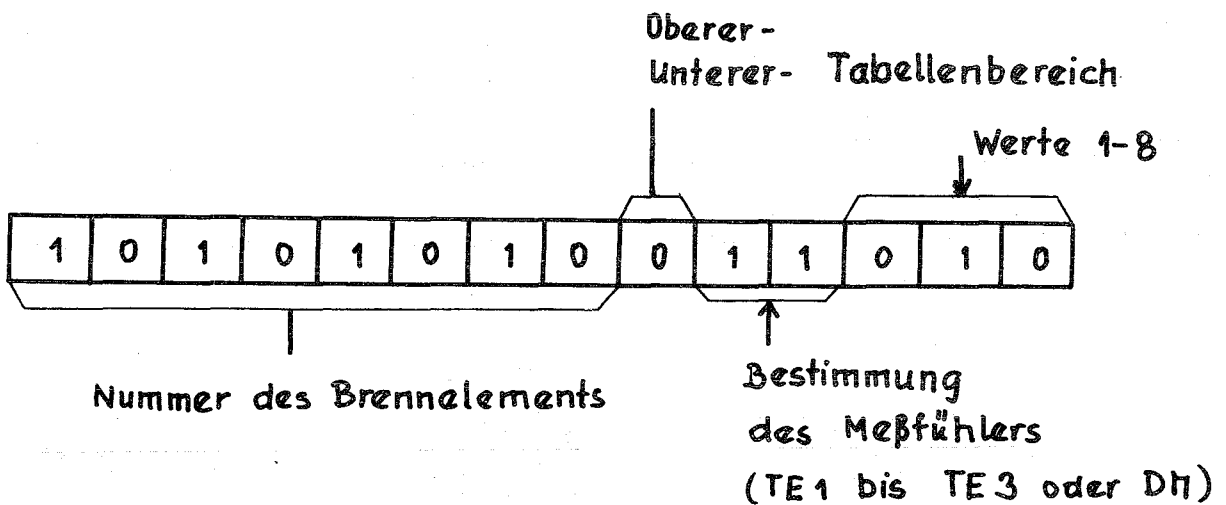 Oberer-
Unterer- Tabellenbereich
Werte 1-8
1 0 1 0 1 0 1 0 0 1 1 0 1 0
Nummer des Brennelements
Bestimmung
des Meßfühlers
(TE1 bis TE3 oder DM)